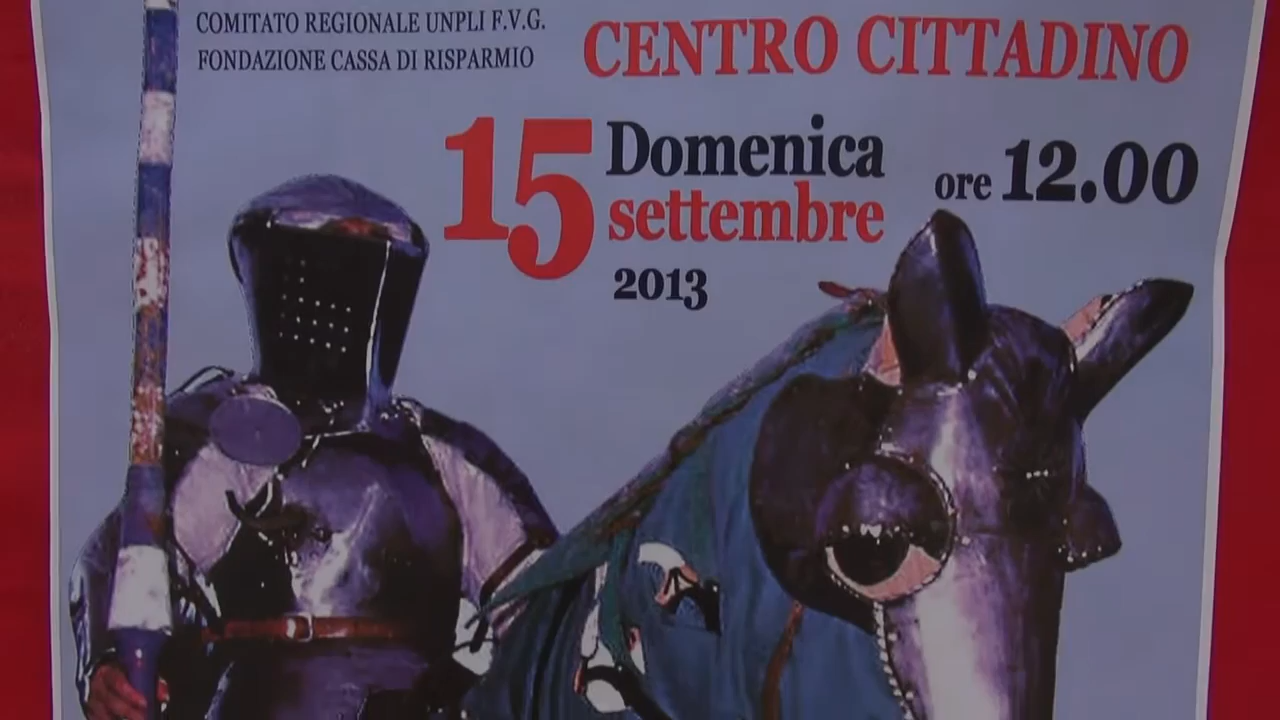 COMITATO REGIONALE UNPLI F.V.G.
FONDAZIONE CASSA DI RISPARMIO
CENTRO CITTADINO
15 Domenica
settembre
2013
ore 12.00